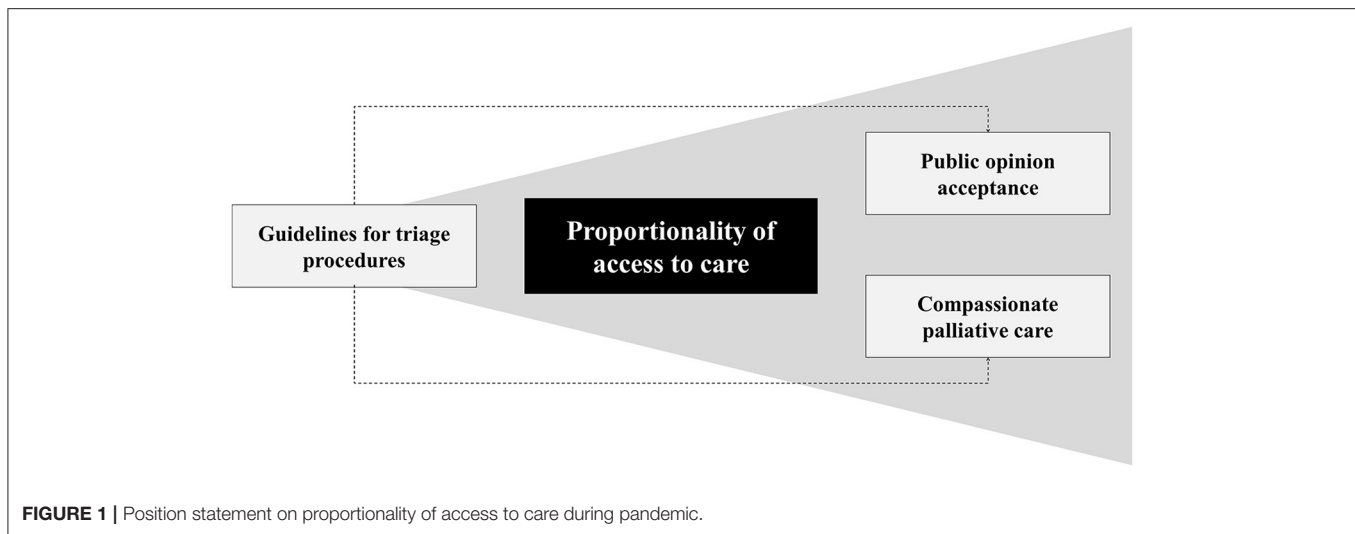 Guidelines for triage
procedures
Proportionality of
access to care
Public opinion
acceptance
Compassionate
palliative care
FIGURE 1 | Position statement on proportionality of access to care during pandemic.